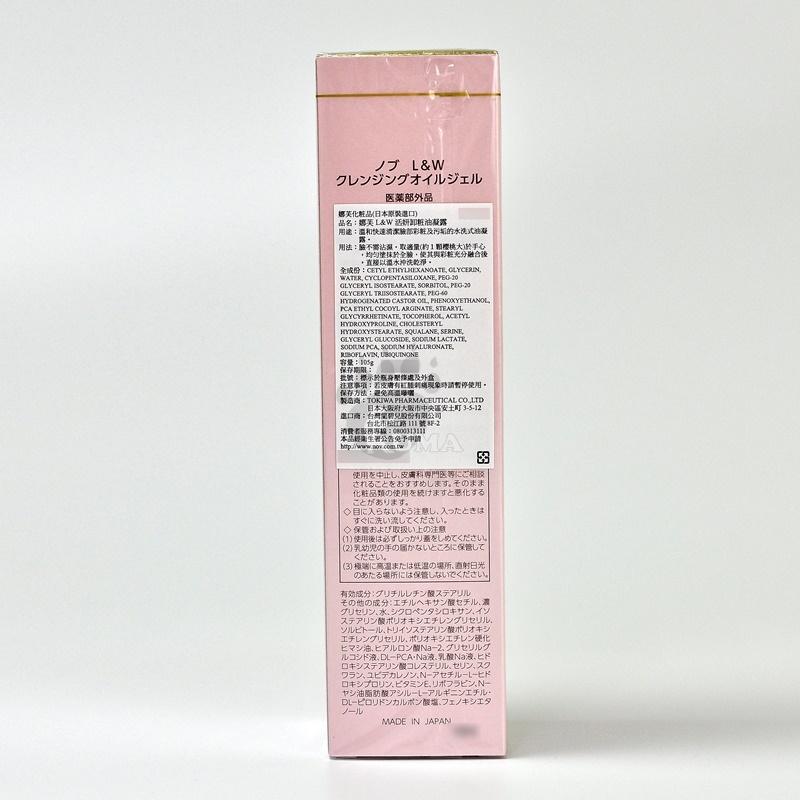 ノブ L&W
クレンジングオイルジェル
医薬部外品
娜芙化粧品(日本原裝進口)
品名：娜芙 L&W 活妍卸粧油凝露
用途：溫和快速清潔臉部彩粧及污垢的水洗式油凝
露。
用法：臉不需沾濕。取適量(約 1 顆櫻桃大)於手心
，均勻塗抹於全臉，使其與彩粧充分融合後
，直接以溫水沖洗乾淨。
全成份：CETYL ETHYLHEXANOATE, GLYCERIN,
WATER, CYCLOPENTASILOXANE, PEG-20
GLYCERYL ISOSTEARATE, SORBITOL, PEG-20
GLYCERYL TRIISOSTEARATE, PEG-60
HYDROGENATED CASTOR OIL, PHENOXYETHANOL,
PCA ETHYL COCOYL ARGINATE, STEARYL
GLYCYRRHETINATE, TOCOPHEROL, ACETYL
HYDROXYPROLINE, CHOLESTERYL
HYDROXYSTEARATE, SQUALANE, SERINE,
GLYCERYL GLUCOSIDE, SODIUM LACTATE,
SODIUM PCA, SODIUM HYALURONATE,
RIBOFLAVIN, UBIQUINONE
容量：105g
保存期限：
批號：標示於瓶身壓條處及外盒
注意事項：若皮膚有紅腫刺痛現象時請暫停使用。
保存方法：避免高溫曝曬
製造商：TOKIWA PHARMACEUTICAL CO.,LTD
日本大阪府大阪市中央區安土町 3-5-12
進口商：台灣蘭碧兒股份有限公司
台北市松江路 111 號 8F-2
消費者服務專線：0800313111
本品經衛生署公告免予申請
http://www.nov.com.tw
使用を中止し、皮膚科専門医等にご相談
されることをおすすめします。そのまま
化粧品類の使用を続けますと悪化する
ことがあります。
◇目に入らないよう注意し、入ったときは
すぐに洗い流してください。
◇保管および取扱い上の注意
(1)使用後は必ずしっかり蓋をしめてください。
(2)乳幼児の手の届かないところに保管して
ください。
(3)極端に高温または低温の場所、直射日光
のあたる場所には保管しないでください。
有効成分：グリチルレチン酸ステアリル
その他の成分：エチルヘキサン酸セチル、濃
グリセリン、水、シクロペンタシロキサン、イソ
ステアリン酸ポリオキシエチレングリセリル、
ソルビトール、トリイソステアリン酸ポリオキシ
エチレングリセリル、ポリオキシエチレン硬化
ヒマシ油、ヒアルロン酸Na-2、グリセリルグ
ルコシド液、DL-PCA・Na液、乳酸Na液、ヒド
ロキシステアリン酸コレステリル、セリン、スク
ワラン、ユビデカレノン、N-アセチル-L-ヒド
ロキシプロリン、ビタミンE、リボフラビン、N-
ヤシ油脂肪酸アシル-L-アルギニンエチル・
DL-ピロリドンカルボン酸塩、フェノキシエタ
ノール
MADE IN JAPAN